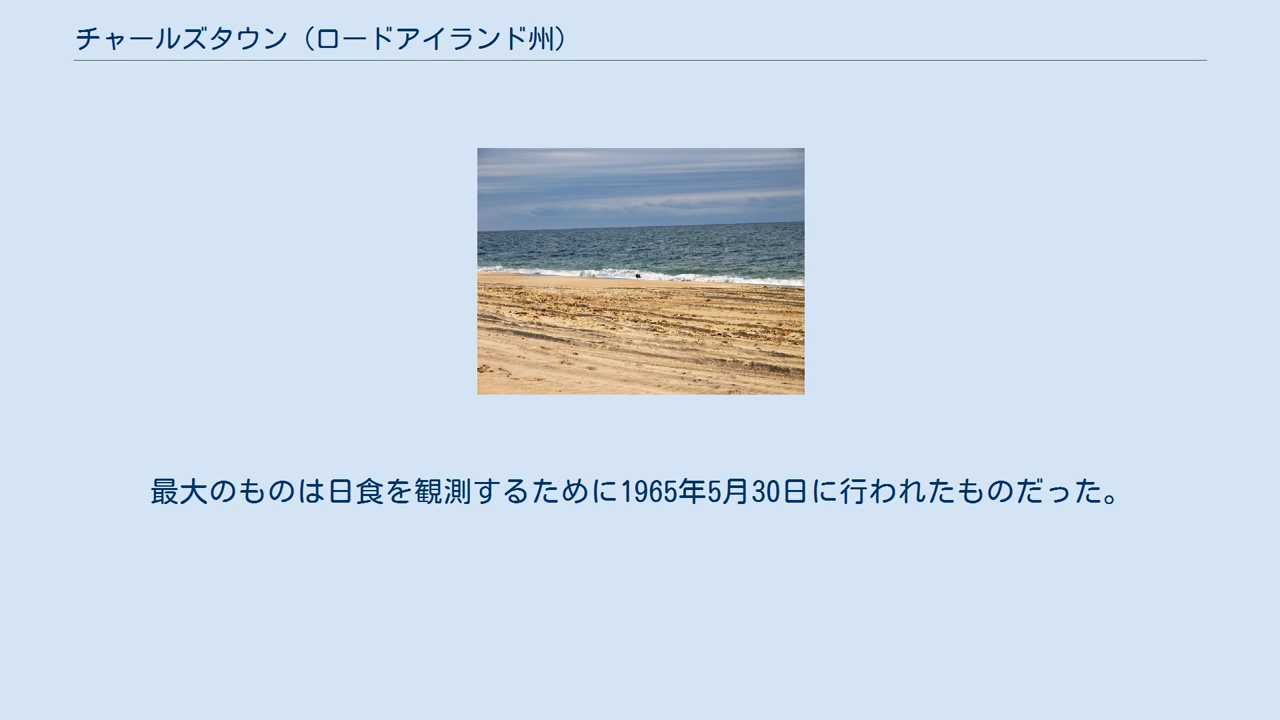 チャールズタウン（ロードアイランド州）
最大のものは日食を観測するために1965年5月30日に行われたものだった。